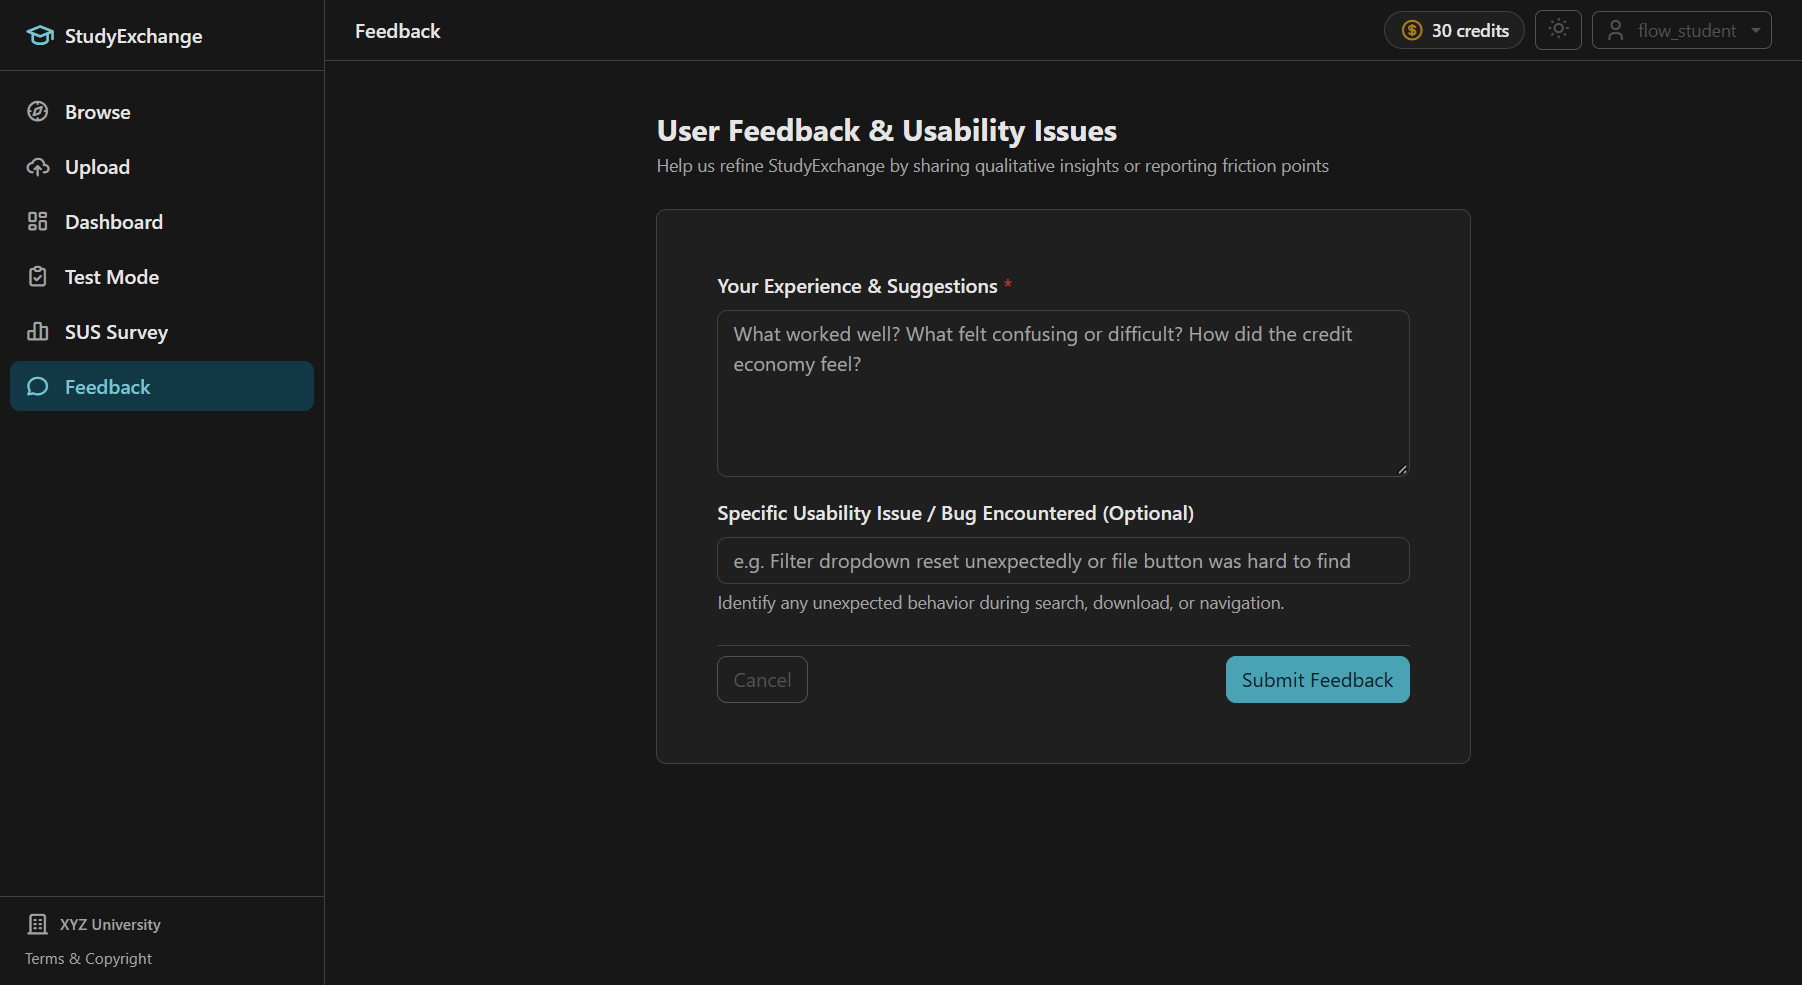 StudyExchange
Feedback
30 credits
flow_student
Browse
Upload
Dashboard
Test Mode
SUS Survey
Feedback
User Feedback & Usability Issues
Help us refine StudyExchange by sharing qualitative insights or reporting friction points
Your Experience & Suggestions *
What worked well? What felt confusing or difficult? How did the credit
economy feel?
Specific Usability Issue / Bug Encountered (Optional)
e.g. Filter dropdown reset unexpectedly or file button was hard to find
Identify any unexpected behavior during search, download, or navigation.
Cancel
Submit Feedback
XYZ University
Terms & Copyright